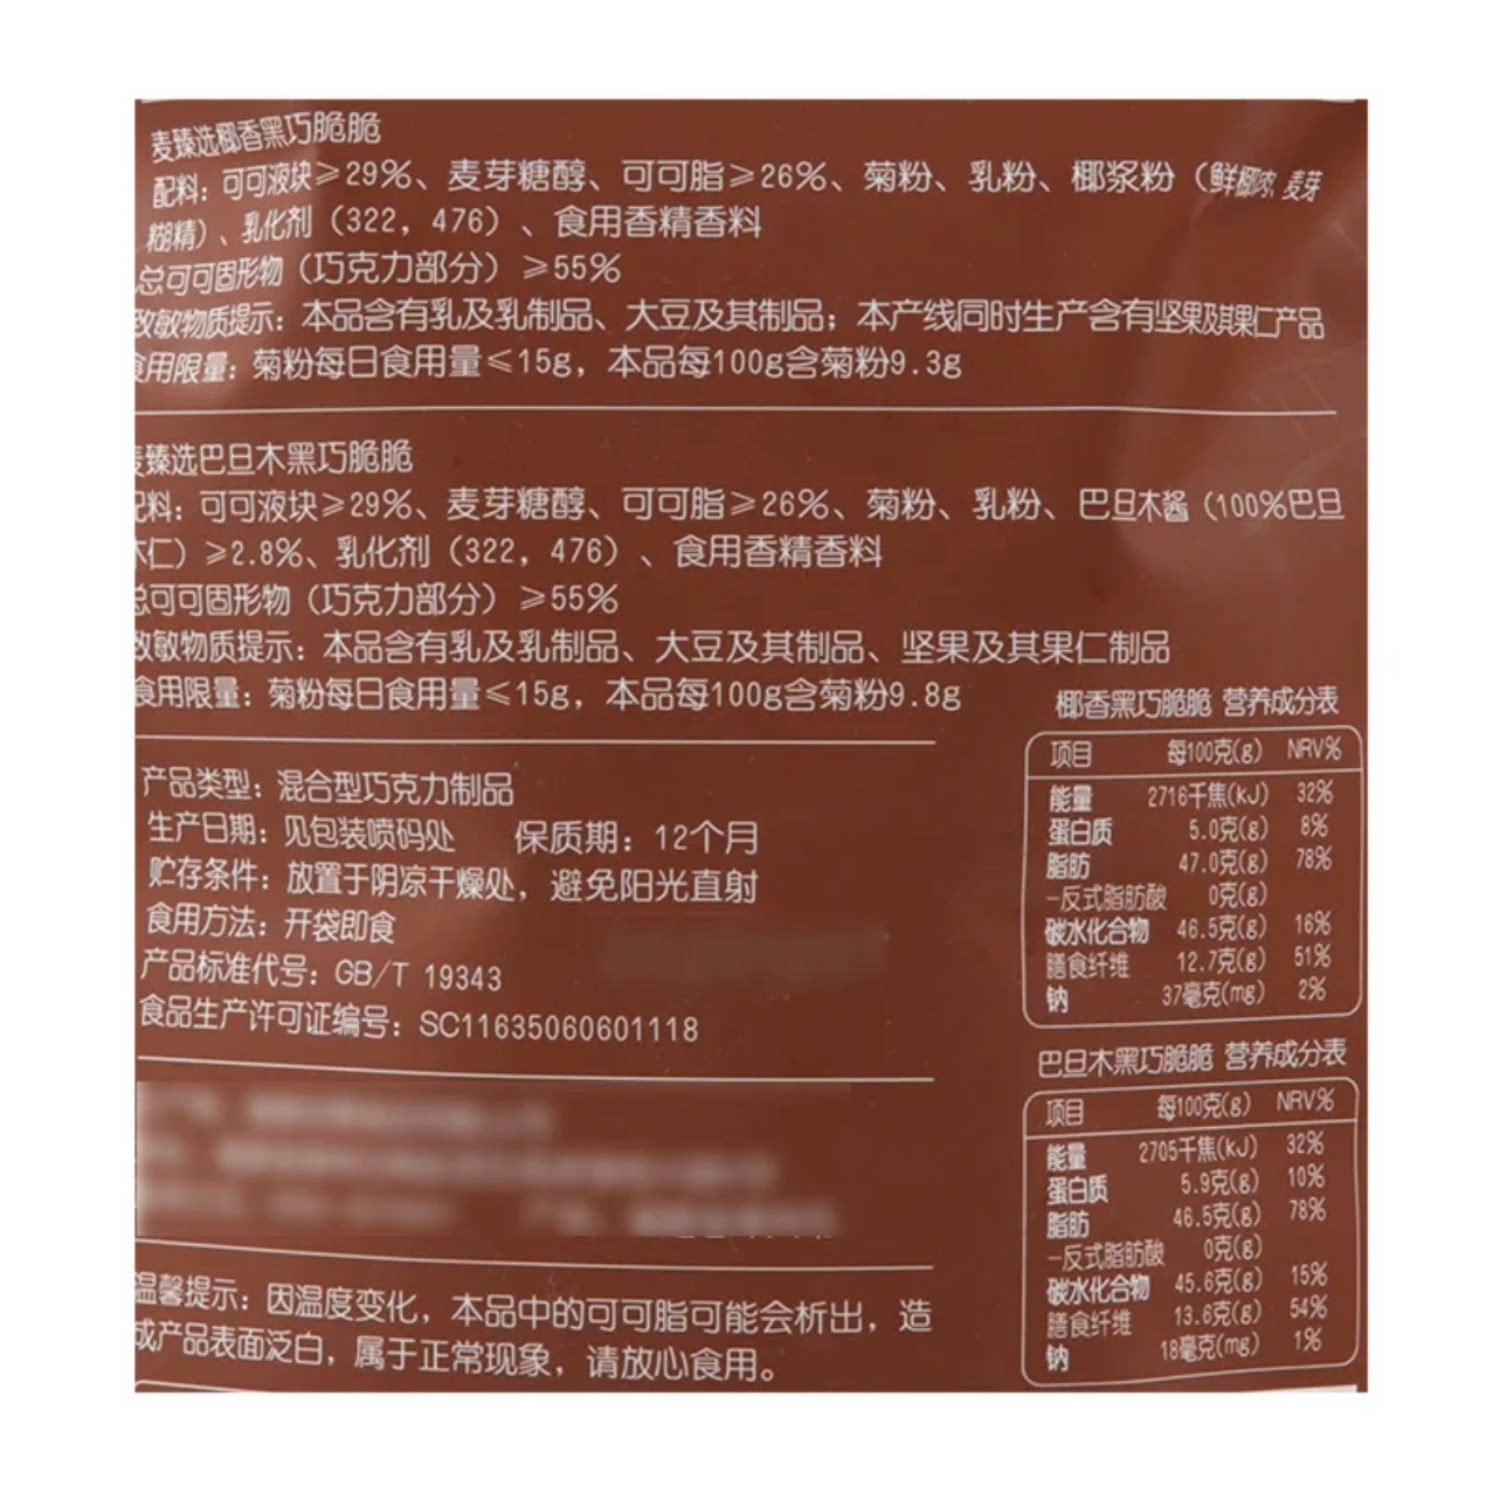 麦臻选椰香黑巧脆脆
配料：可可液块≥29%、麦芽糖醇、可可脂≥26%、菊粉、乳粉、椰浆粉（鲜椰肉、麦芽
糊精）、乳化剂（322，476）、食用香精香料
总可可固形物（巧克力部分）≥55%
致敏物质提示：本品含有乳及乳制品、大豆及其制品；本产线同时生产含有坚果及其果仁产品
食用限量：菊粉每日食用量≤15g，本品每100g含菊粉9.3g
麦臻选巴旦木黑巧脆脆
配料：可可液块≥29%、麦芽糖醇、可可脂≥26%、菊粉、乳粉、巴旦木酱（100%巴旦
木仁）≥2.8%、乳化剂（322，476）、食用香精香料
总可可固形物（巧克力部分）≥55%
致敏物质提示：本品含有乳及乳制品、大豆及其制品、坚果及其果仁制品
食用限量：菊粉每日食用量≤15g，本品每100g含菊粉9.8g
产品类型：混合型巧克力制品
生产日期：见包装喷码处 保质期：12个月
贮存条件：放置于阴凉干燥处，避免阳光直射
食用方法：开袋即食
产品标准代号：GB/T 19343
食品生产许可证编号：SC11635060601118
温馨提示：因温度变化，本品中的可可脂可能会析出，造
成产品表面泛白，属于正常现象，请放心食用。
椰香黑巧脆脆 营养成分表
项目 每100克(g) NRV%
能量 2716千焦(kJ) 32%
蛋白质 5.0克(g) 8%
脂肪 47.0克(g) 78%
-反式脂肪酸 0克(g)
碳水化合物 46.5克(g) 16%
膳食纤维 12.7克(g) 51%
钠 37毫克(mg) 2%
巴旦木黑巧脆脆 营养成分表
项目 每100克(g) NRV%
能量 2705千焦(kJ) 32%
蛋白质 5.9克(g) 10%
脂肪 46.5克(g) 78%
-反式脂肪酸 0克(g)
碳水化合物 45.6克(g) 15%
膳食纤维 13.6克(g) 54%
钠 18毫克(mg) 1%